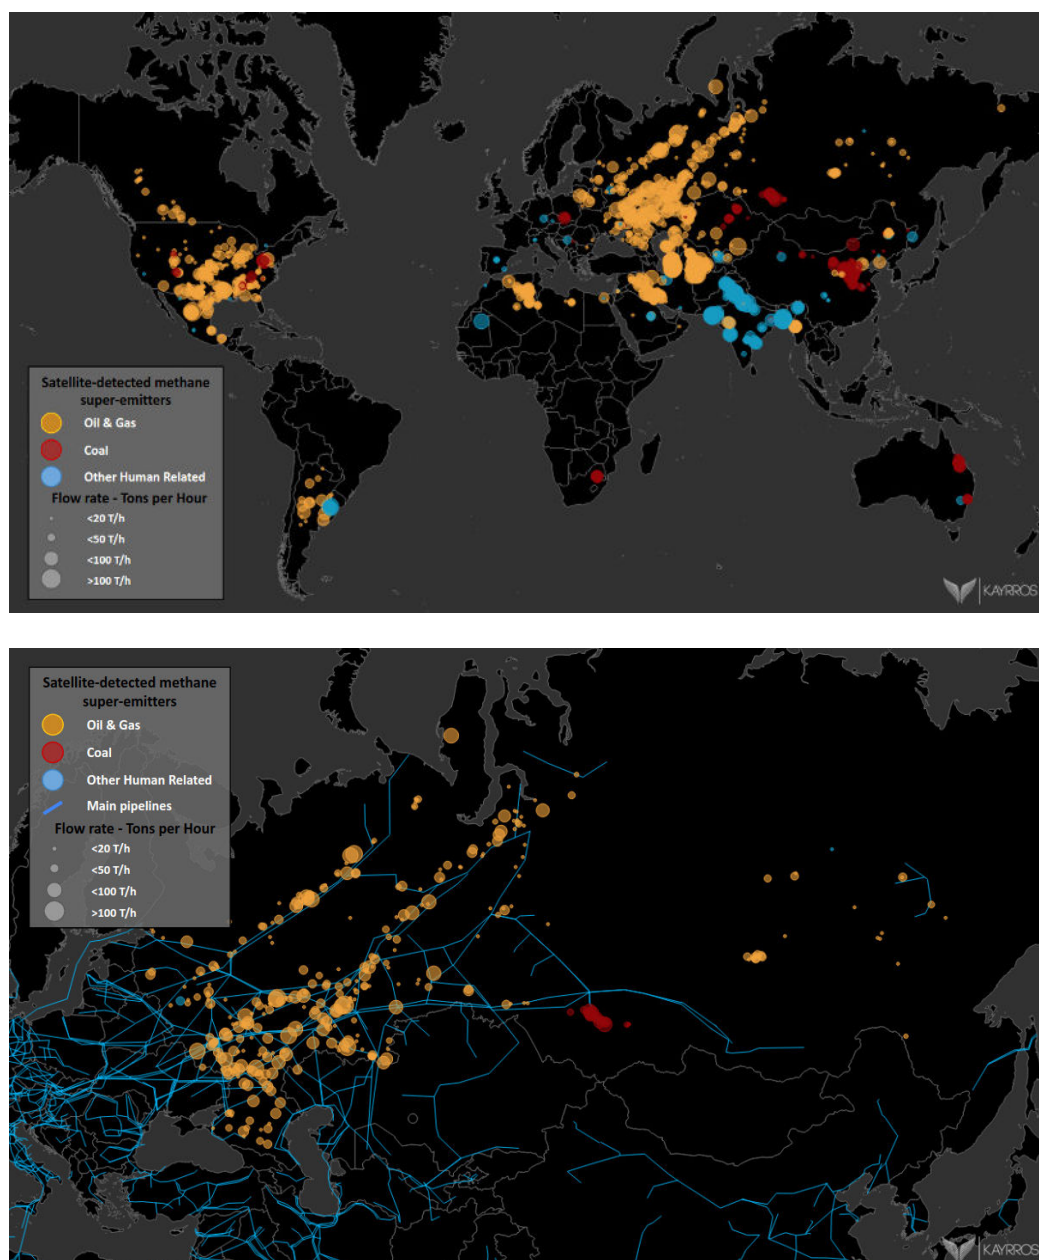 Satellite-detected methane
super-emitters
Oil & Gas
Coal
Other Human Related
Flow rate - Tons per Hour
<20 T/h
<50 T/h
<100 T/h
>100 T/h
KAYRROS
Satellite-detected methane
super-emitters
Oil & Gas
Coal
Other Human Related
Main pipelines
Flow rate - Tons per Hour
<20 T/h
<50 T/h
<100 T/h
>100 T/h
KAYRROS